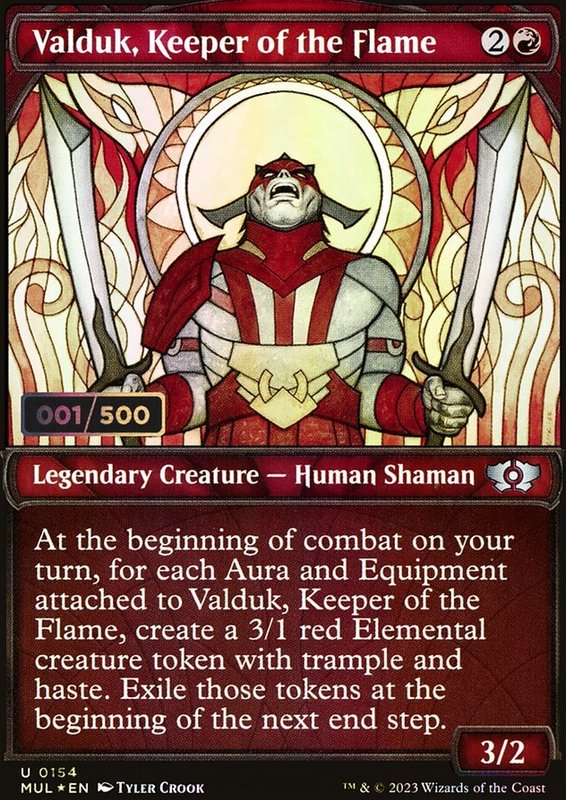 Valduk, Keeper of the Flame 2
001/500
Legendary Creature — Human Shaman
At the beginning of combat on your
turn, for each Aura and Equipment
attached to Valduk, Keeper of the
Flame, create a 3/1 red Elemental
creature token with trample and
haste. Exile those tokens at the
beginning of the next end step.
3/2
U 0154
MUL★EN Tyler Crook
™ & © 2023 Wizards of the Coast